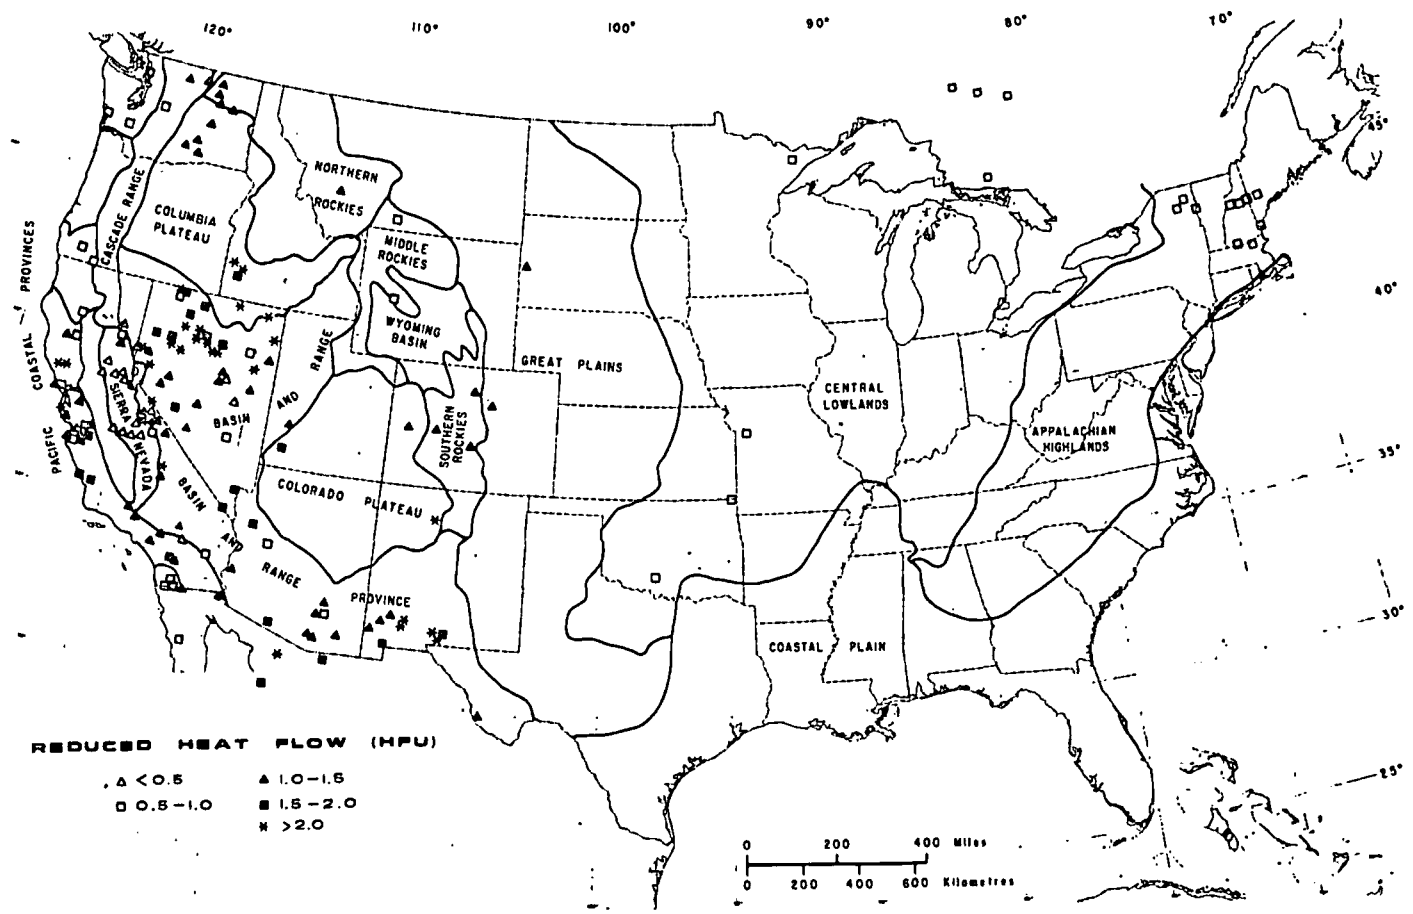 120°
110°
100°
90°
80°
70°
45°
40°
35°
30°
25°
PACIFIC COASTAL PROVINCES
CASCADE RANGE
COLUMBIA
PLATEAU
NORTHERN
ROCKIES
MIDDLE
ROCKIES
WYOMING
BASIN
GREAT PLAINS
SIERRA NEVADA
BASIN AND RANGE
SOUTHERN
ROCKIES
COLORADO PLATEAU
BASIN AND RANGE PROVINCE
CENTRAL
LOWLANDS
APPALACHIAN
HIGHLANDS
COASTAL PLAIN
REDUCED HEAT FLOW (HFU)
<0.5
0.5-1.0
1.0-1.5
1.5-2.0
>2.0
0 200 400 Miles
0 200 400 600 Kilometres